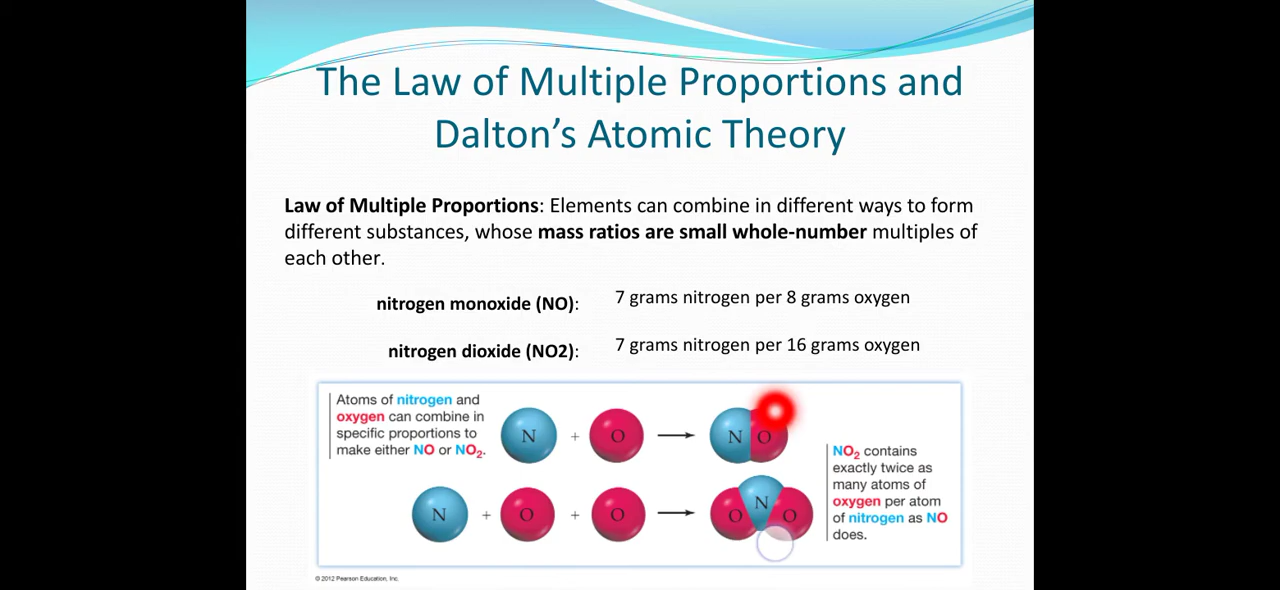 The Law of Multiple Proportions and
Dalton's Atomic Theory
Law of Multiple Proportions: Elements can combine in different ways to form
different substances, whose mass ratios are small whole-number multiples of
each other.
nitrogen monoxide (NO): 7 grams nitrogen per 8 grams oxygen
nitrogen dioxide (NO2): 7 grams nitrogen per 16 grams oxygen
Atoms of nitrogen and
oxygen can combine in
specific proportions to
make either NO or NO₂.
N + O → N O
N + O + O → O N O
NO₂ contains
exactly twice as
many atoms of
oxygen per atom
of nitrogen as NO
does.
© 2012 Pearson Education, Inc.